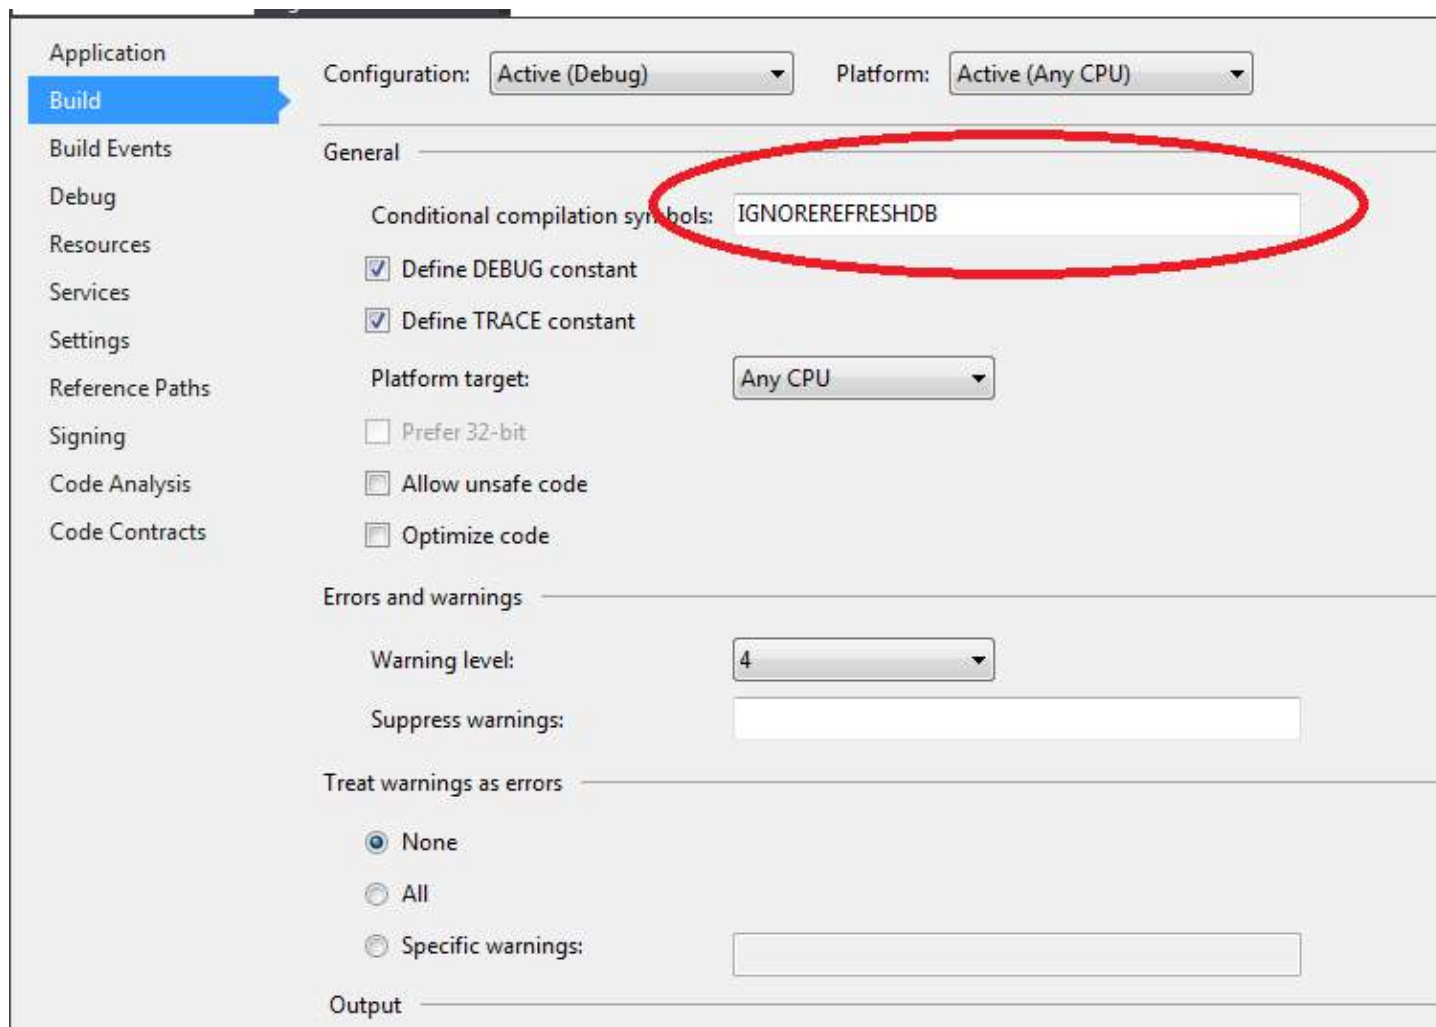 Application
Build
Build Events
Debug
Resources
Services
Settings
Reference Paths
Signing
Code Analysis
Code Contracts
Configuration: Active (Debug) Platform: Active (Any CPU)
General
Conditional compilation symbols: IGNOREREFRESHDB
Define DEBUG constant
Define TRACE constant
Platform target: Any CPU
Prefer 32-bit
Allow unsafe code
Optimize code
Errors and warnings
Warning level: 4
Suppress warnings:
Treat warnings as errors
None
All
Specific warnings:
Output